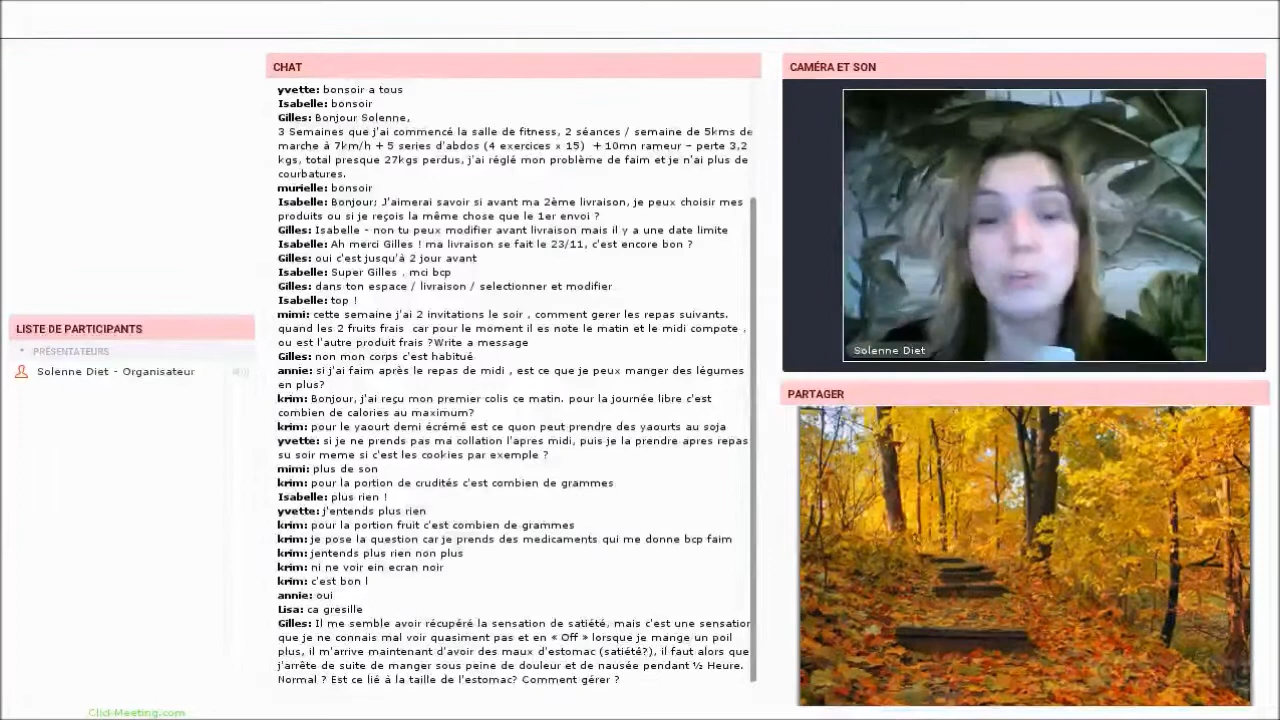 CHAT
yvette: bonsoir a tous
Isabelle: bonsoir
Gilles: Bonjour Solenne,
3 Semaines que j'ai commencé la salle de fitness, 2 séances / semaine de 5kms de
marche à 7km/h + 5 series d'abdos (4 exercices x 15) + 10mn rameur – perte 3,2
kgs, total presque 27kgs perdus, j'ai réglé mon problème de faim et je n'ai plus de
courbatures.
murielle: bonsoir
Isabelle: Bonjour; J'aimerai savoir si avant ma 2ème livraison, je peux choisir mes
produits ou si je reçois la même chose que le 1er envoi ?
Gilles: Isabelle - non tu peux modifier avant livraison mais il y a une date limite
Isabelle: Ah merci Gilles ! ma livraison se fait le 23/11, c'est encore bon ?
Gilles: oui c'est jusqu'à 2 jour avant
Isabelle: Super Gilles , mci bcp
Gilles: dans ton espace / livraison / selectionner et modifier
Isabelle: top !
mimi: cette semaine j'ai 2 invitations le soir , comment gerer les repas suivants.
quand les 2 fruits frais car pour le moment il es note le matin et le midi compote ,
ou est l'autre produit frais ?Write a message
Gilles: non mon corps c'est habitué
annie: si j'ai faim après le repas de midi , est ce que je peux manger des légumes
en plus?
krim: Bonjour, j'ai reçu mon premier colis ce matin. pour la journée libre c'est
combien de calories au maximum?
krim: pour le yaourt demi écrémé est ce quon peut prendre des yaourts au soja
yvette: si je ne prends pas ma collation l'apres midi, puis je la prendre apres repas
su soir meme si c'est les cookies par exemple ?
mimi: plus de son
krim: pour la portion de crudités c'est combien de grammes
Isabelle: plus rien !
yvette: j'entends plus rien
krim: pour la portion fruit c'est combien de grammes
krim: je pose la question car je prends des medicaments qui me donne bcp faim
krim: jentends plus rien non plus
krim: ni ne voir ein ecran noir
krim: c'est bon !
annie: oui
Lisa: ca gresille
Gilles: Il me semble avoir récupéré la sensation de satiété, mais c'est une sensation
que je ne connais mal voir quasiment pas et en « Off » lorsque je mange un poil
plus, il m'arrive maintenant d'avoir des maux d'estomac (satiété?), il faut alors que
j'arrête de suite de manger sous peine de douleur et de nausée pendant ½ Heure.
Normal ? Est ce lié à la taille de l'estomac? Comment gérer ?
LISTE DE PARTICIPANTS
PRÉSENTATEURS
Solenne Diet - Organisateur
CAMÉRA ET SON
Solenne Diet
PARTAGER
ClickMeeting.com